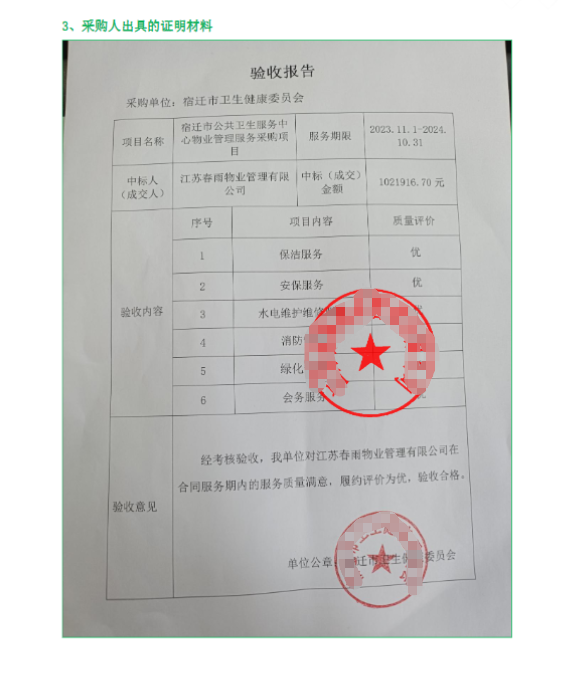 3、采购人出具的证明材料
验收报告
采购单位：宿迁市卫生健康委员会
项目名称
宿迁市公共卫生服务中
心物业管理服务采购项
目
服务期限
2023.11.1-2024.
10.31
中标人
（成交人）
江苏春雨物业管理有限
公司
中标（成交）
金额
1021916.70 元
验收内容
序号
项目内容
质量评价
1
保洁服务
优
2
安保服务
优
3
水电维护维
4
消防
5
绿化
6
会务服务
验收意见
经考核验收，我单位对江苏春雨物业管理有限公司在
合同服务期内的服务质量满意，履约评价为优，验收合格。
单位公章 迁市卫生健 委员会